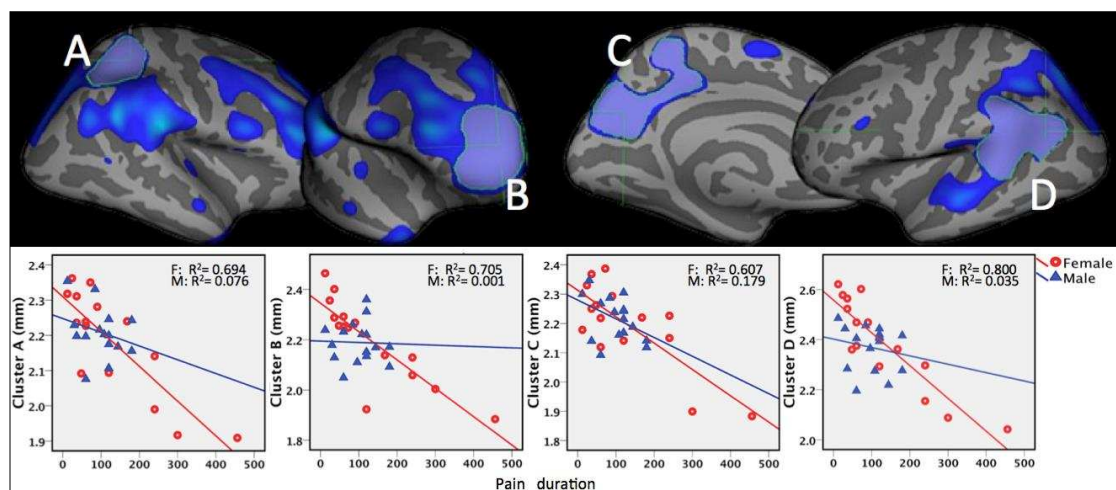 A
B
C
D
F: R²= 0.694
M: R²= 0.076
Cluster A (mm)
2.4
2.3
2.2
2.1
2.0
1.9
0 100 200 300 400 500
F: R²= 0.705
M: R²= 0.001
Cluster B (mm)
2.4
2.2
2.0
1.8
0 100 200 300 400 500
F: R²= 0.607
M: R²= 0.179
Cluster C (mm)
2.4
2.2
2.0
1.8
0 100 200 300 400 500
F: R²= 0.800
M: R²= 0.035
Cluster D (mm)
2.6
2.4
2.2
2.0
0 100 200 300 400 500
Female
Male
Pain duration